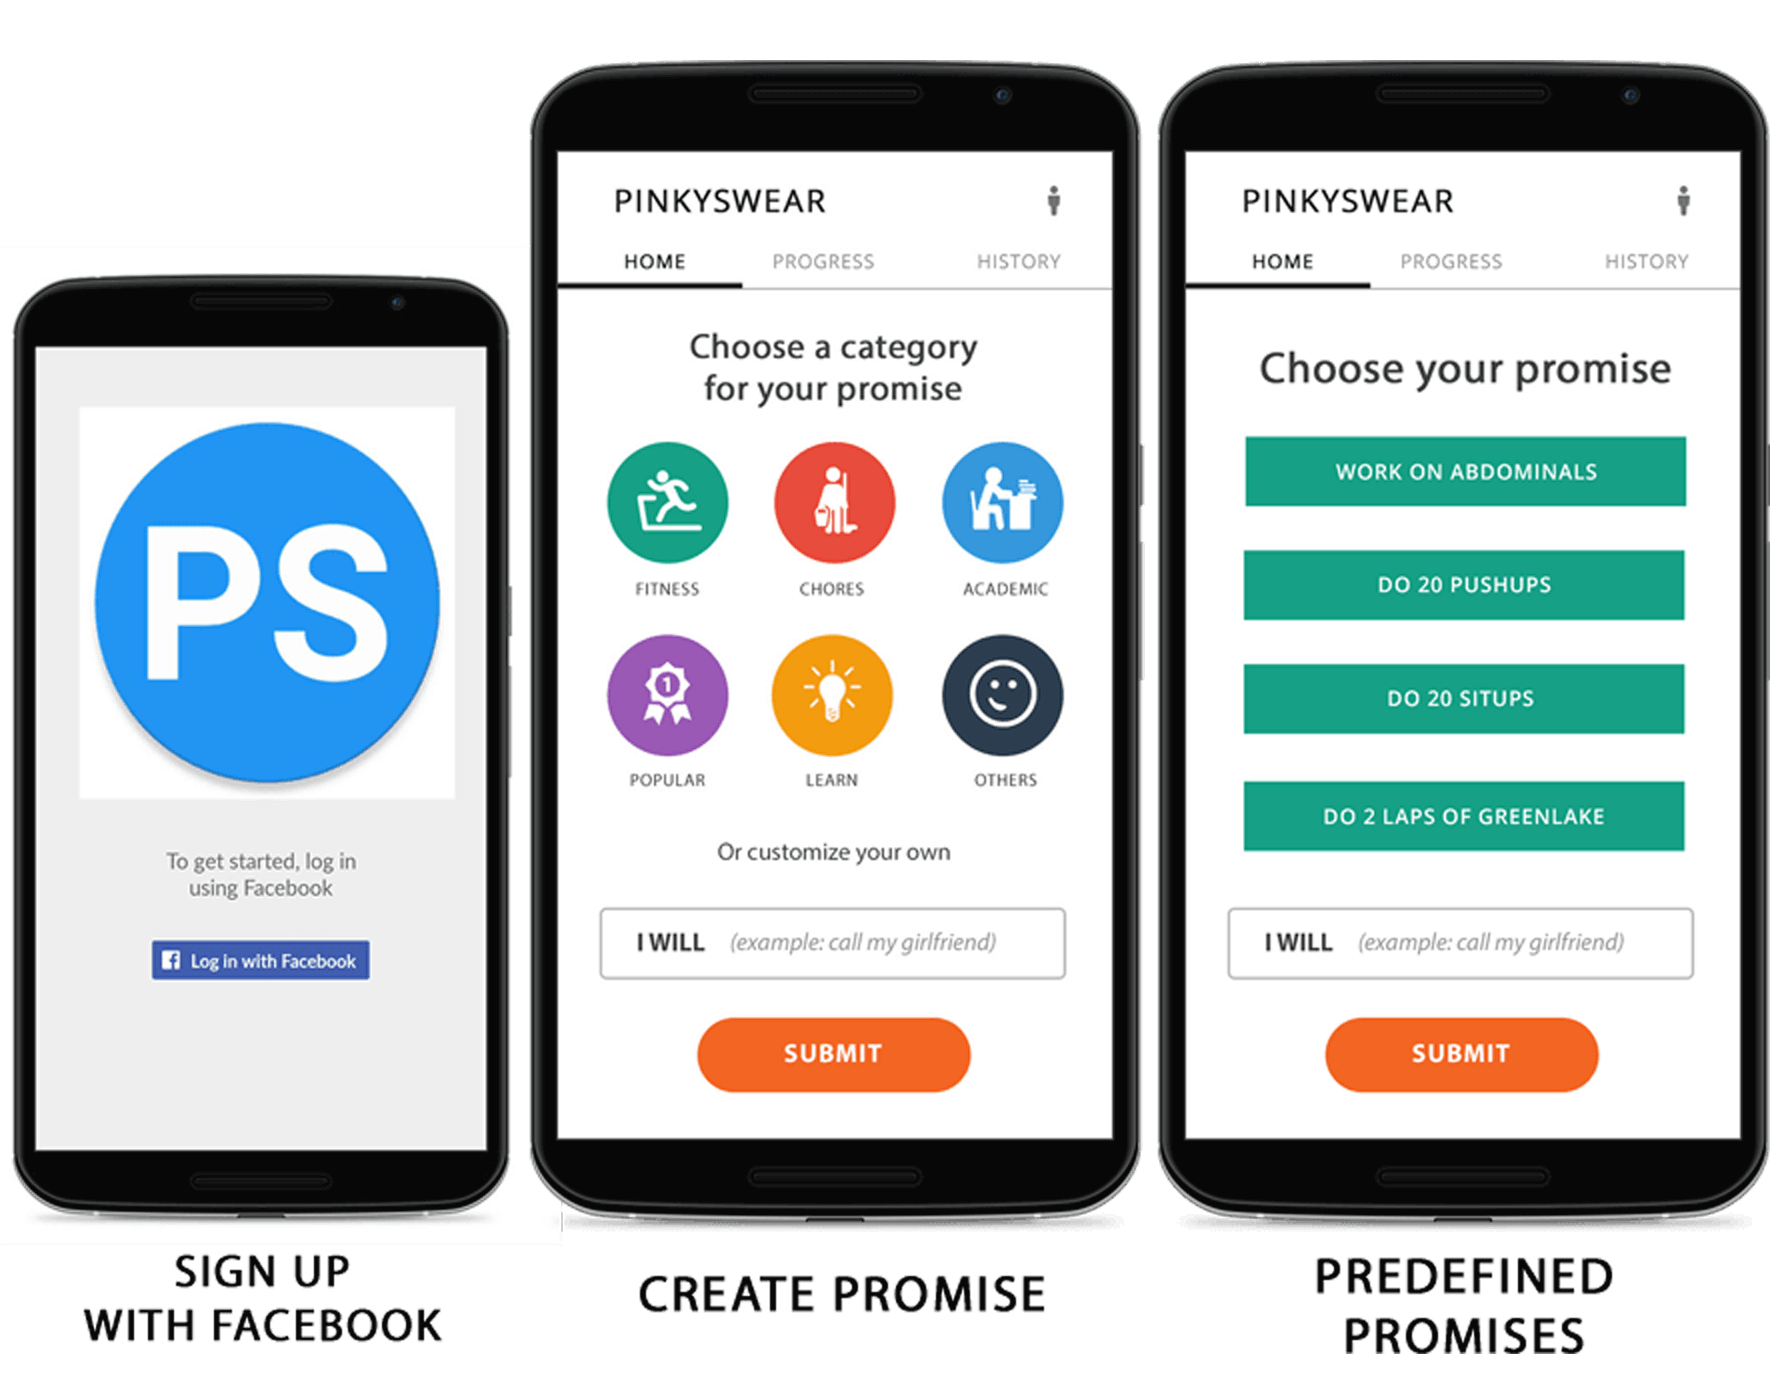 PS
To get started, log in
using Facebook
Log in with Facebook
SIGN UP
WITH FACEBOOK
PINKYSWEAR
HOME PROGRESS HISTORY
Choose a category
for your promise
FITNESS CHORES ACADEMIC
1
POPULAR LEARN OTHERS
Or customize your own
I WILL (example: call my girlfriend)
SUBMIT
CREATE PROMISE
PINKYSWEAR
HOME PROGRESS HISTORY
Choose your promise
WORK ON ABDOMINALS
DO 20 PUSHUPS
DO 20 SITUPS
DO 2 LAPS OF GREENLAKE
I WILL (example: call my girlfriend)
SUBMIT
PREDEFINED
PROMISES